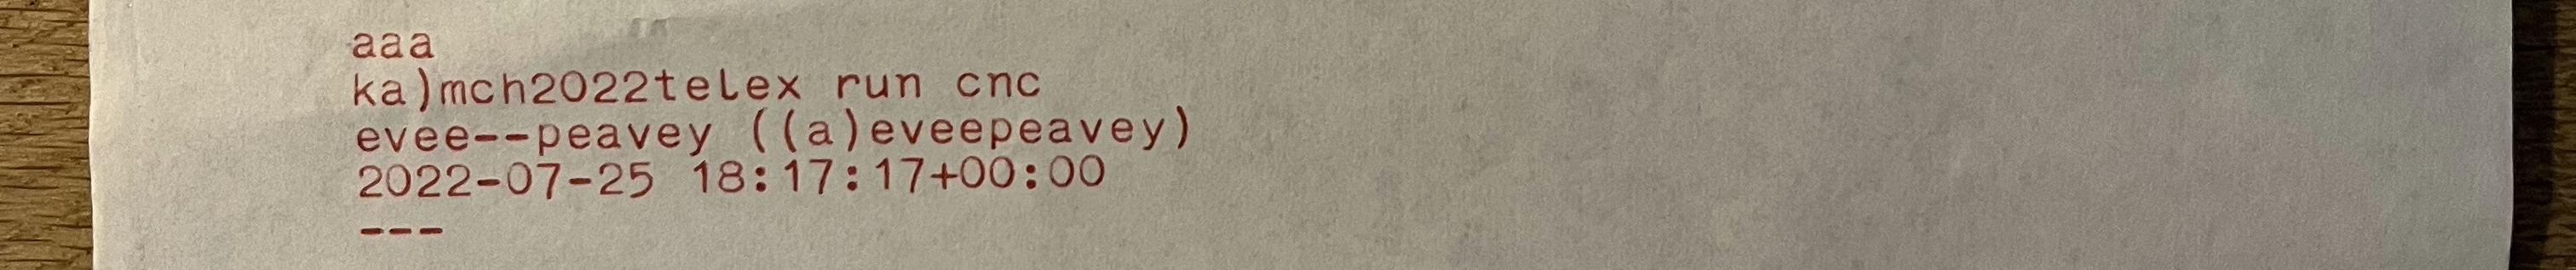 aaa
ka)mch2022telex run cnc
evee--peavey ((a)eveepeavey)
2022-07-25 18:17:17+00:00
---